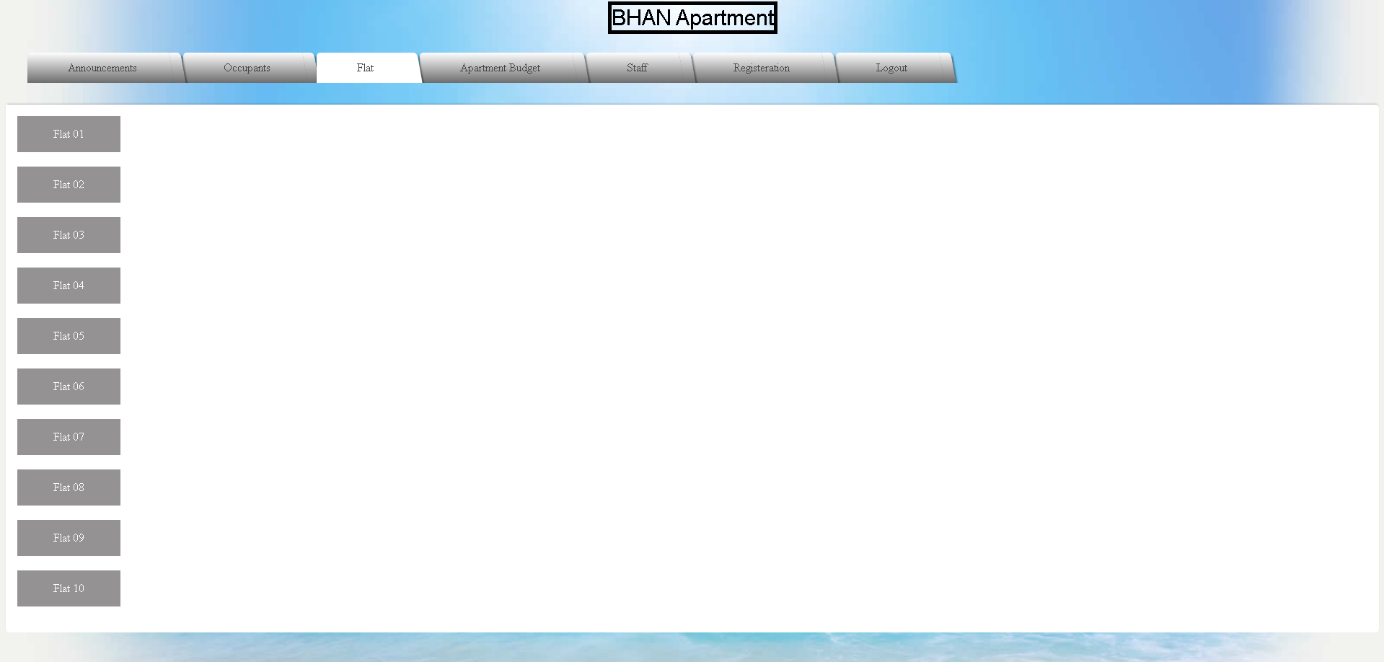 BHAN Apartment
Announcements Occupants Flat Apartment Budget Staff Registeration Logout
Flat 01
Flat 02
Flat 03
Flat 04
Flat 05
Flat 06
Flat 07
Flat 08
Flat 09
Flat 10